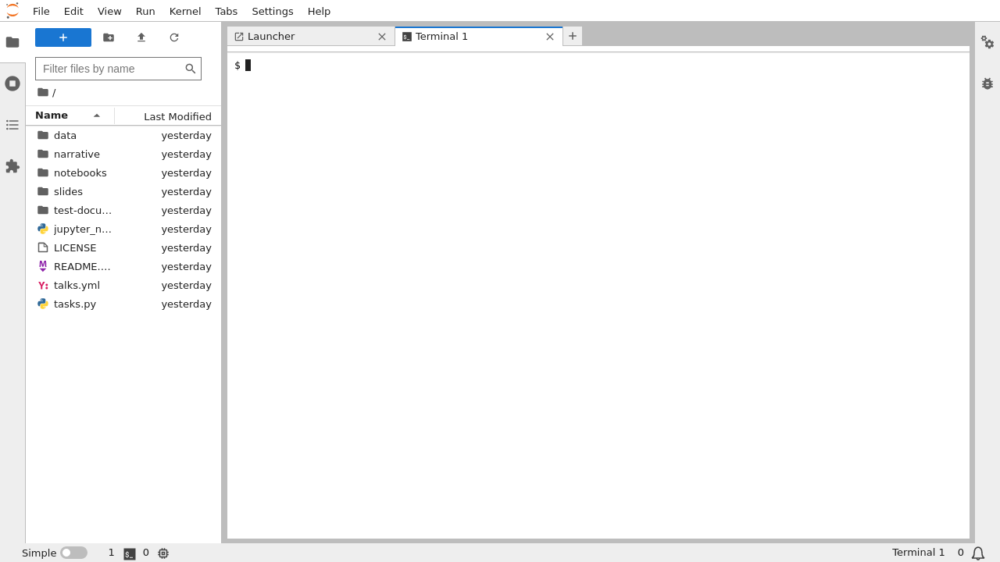 File Edit View Run Kernel Tabs Settings Help
Launcher
Terminal 1
Filter files by name
/
Name Last Modified
data yesterday
narrative yesterday
notebooks yesterday
slides yesterday
test-docu... yesterday
jupyter_n... yesterday
LICENSE yesterday
README.... yesterday
talks.yml yesterday
tasks.py yesterday
$
Simple 1 0 Terminal 1 0